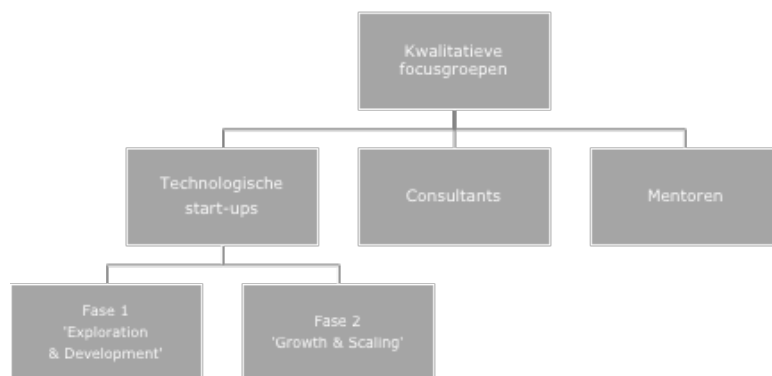 Kwalitatieve
focusgroepen
Technologische
start-ups
Consultants
Mentoren
Fase 1
'Exploration
& Development'
Fase 2
'Growth & Scaling'